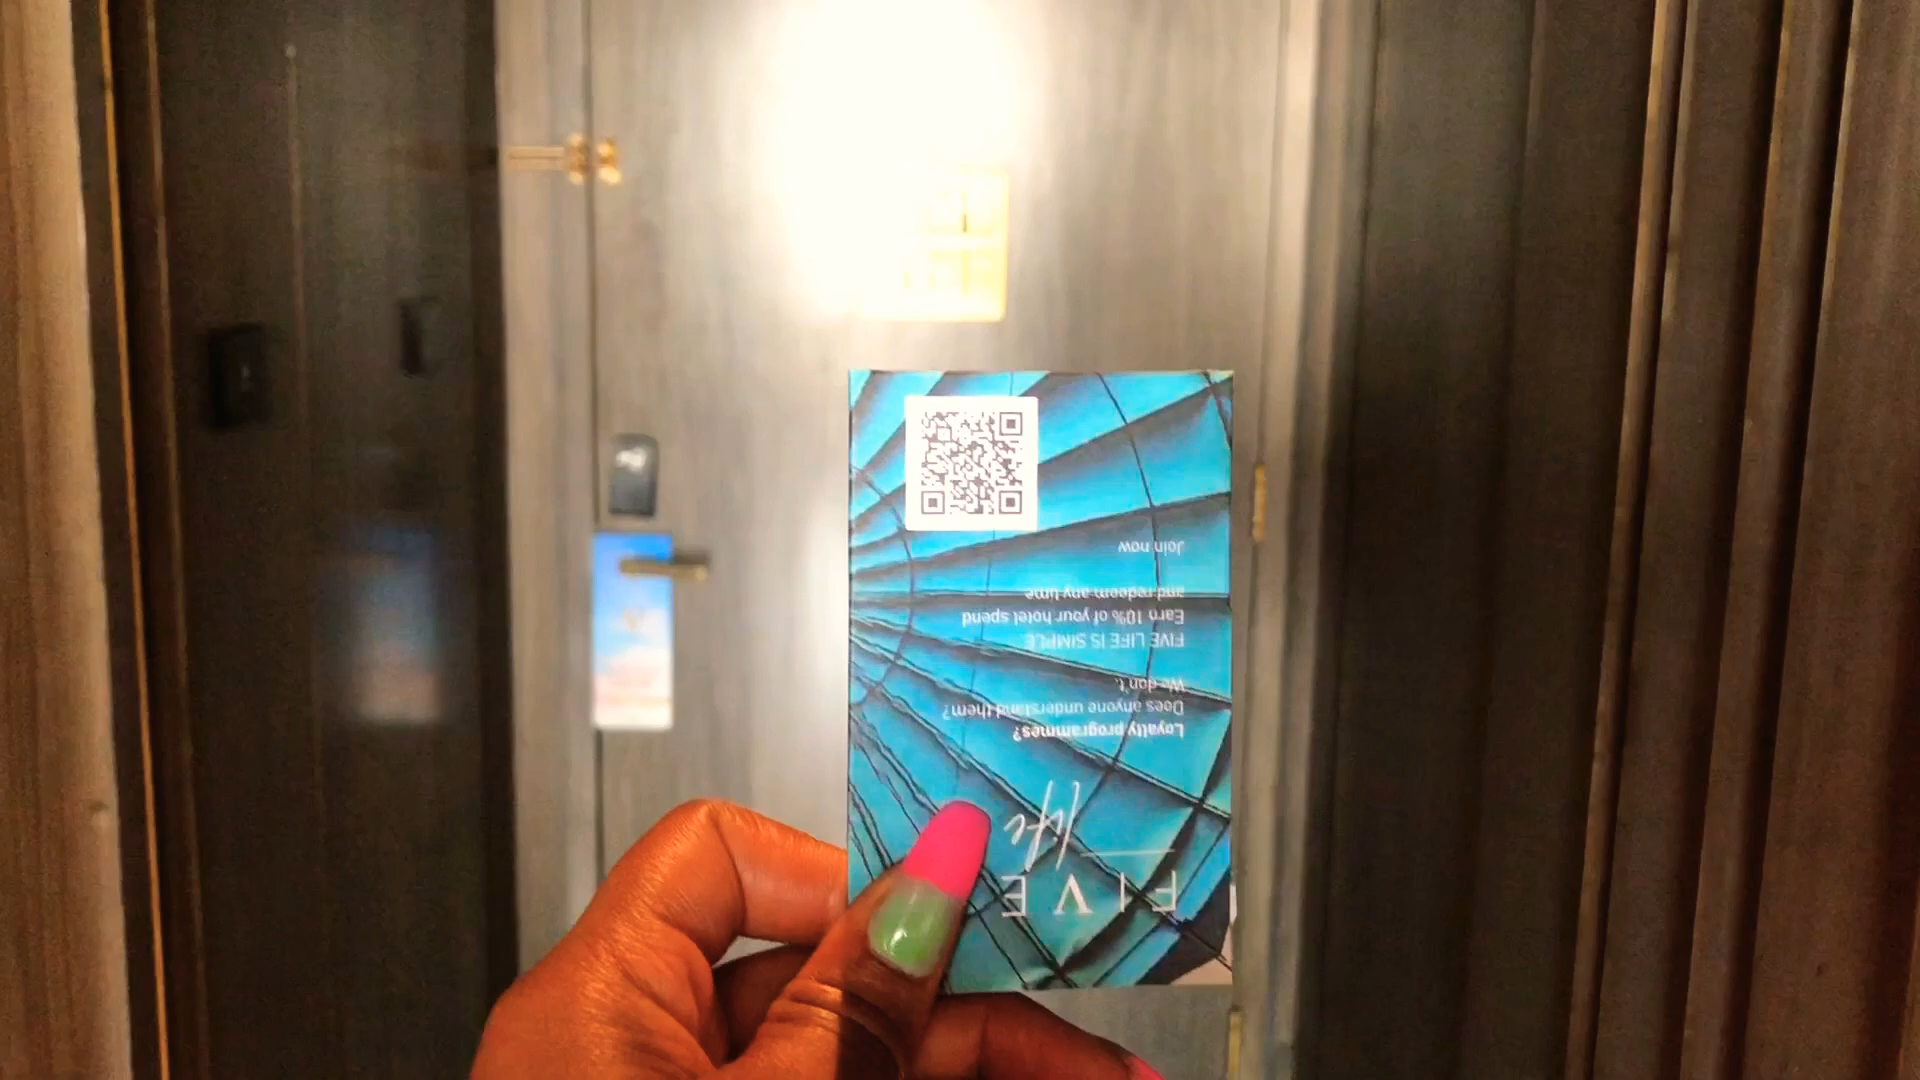 FIVE
life
Loyalty programmes?
Does anyone understand them?
We don't.
FIVE LIFE IS SIMPLE.
Earn 10% of your hotel spend
and redeem any time
Join now